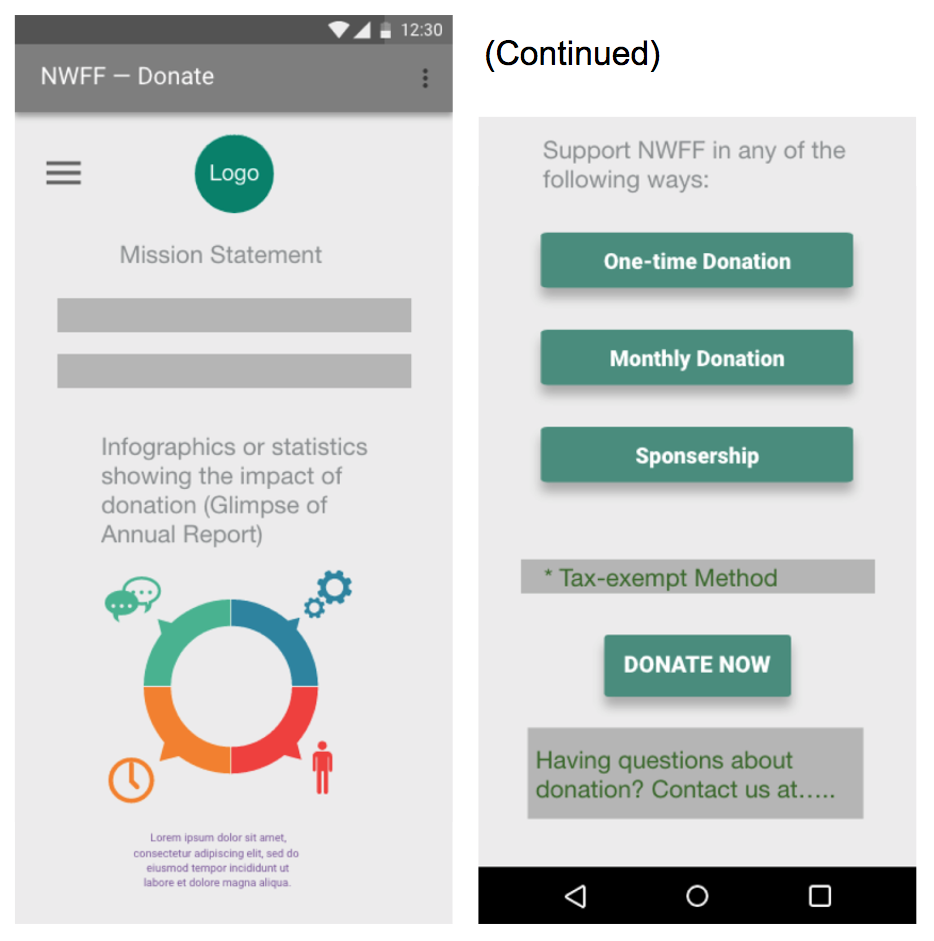 12:30
NWFF — Donate
Logo
Mission Statement
Infographics or statistics
showing the impact of
donation (Glimpse of
Annual Report)
Lorem ipsum dolor sit amet,
consectetur adipiscing elit, sed do
eiusmod tempor incididunt ut
labore et dolore magna aliqua.
(Continued)
Support NWFF in any of the
following ways:
One-time Donation
Monthly Donation
Sponsership
* Tax-exempt Method
DONATE NOW
Having questions about
donation? Contact us at…..